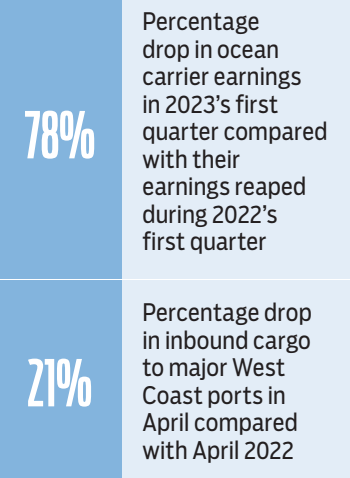 78%
Percentage
drop in ocean
carrier earnings
in 2023's first
quarter compared
with their
earnings reaped
during 2022's
first quarter
21%
Percentage drop
in inbound cargo
to major West
Coast ports in
April compared
with April 2022